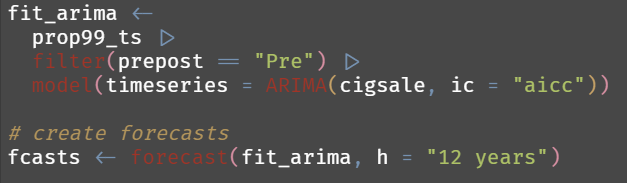 fit_arima <-
  prop99_ts |>
  filter(prepost == "Pre") |>
  model(timeseries = ARIMA(cigsale, ic = "aicc"))

# create forecasts
fcasts <- forecast(fit_arima, h = "12 years")